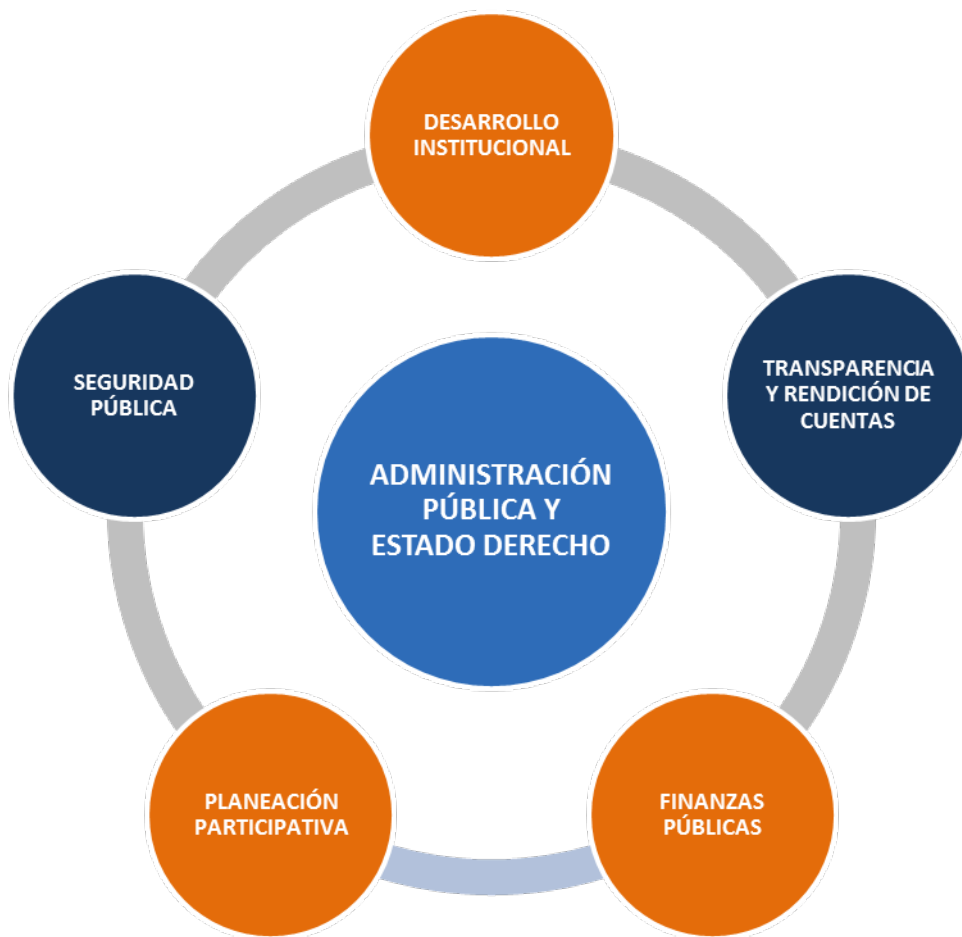 DESARROLLO
INSTITUCIONAL
TRANSPARENCIA
Y RENDICIÓN DE
CUENTAS
FINANZAS
PÚBLICAS
PLANEACIÓN
PARTICIPATIVA
SEGURIDAD
PÚBLICA
ADMINISTRACIÓN
PÚBLICA Y
ESTADO DERECHO